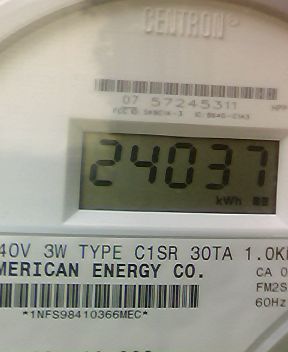 CENTRON®
07 57245311
24037
kWh
40V 3W TYPE C1SR 30TA 1.0K
MERICAN ENERGY CO.
CA 0
FM2S
60Hz
*1NFS98410366MEC*